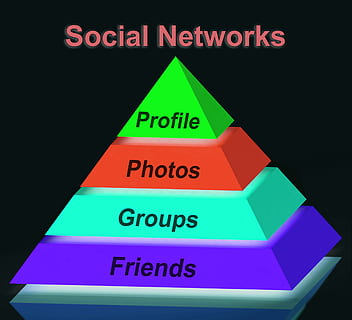 Social Networks
Profile
Photos
Groups
Friends